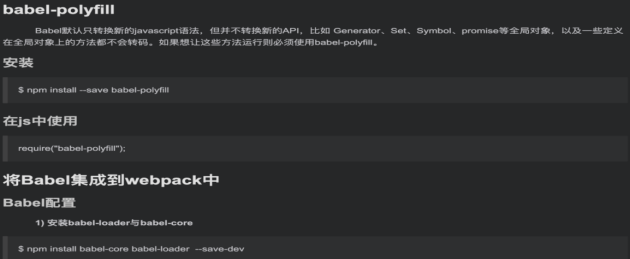 babel-polyfill
Babel默认只转换新的javascript语法，但并不转换新的API，比如 Generator、Set、Symbol、promise等全局对象，以及一些定义
在全局对象上的方法都不会转码。如果想让这些方法运行则必须使用babel-polyfill。
安装
$ npm install --save babel-polyfill
在js中使用
require("babel-polyfill");
将Babel集成到webpack中
Babel配置
1) 安装babel-loader与babel-core
$ npm install babel-core babel-loader --save-dev